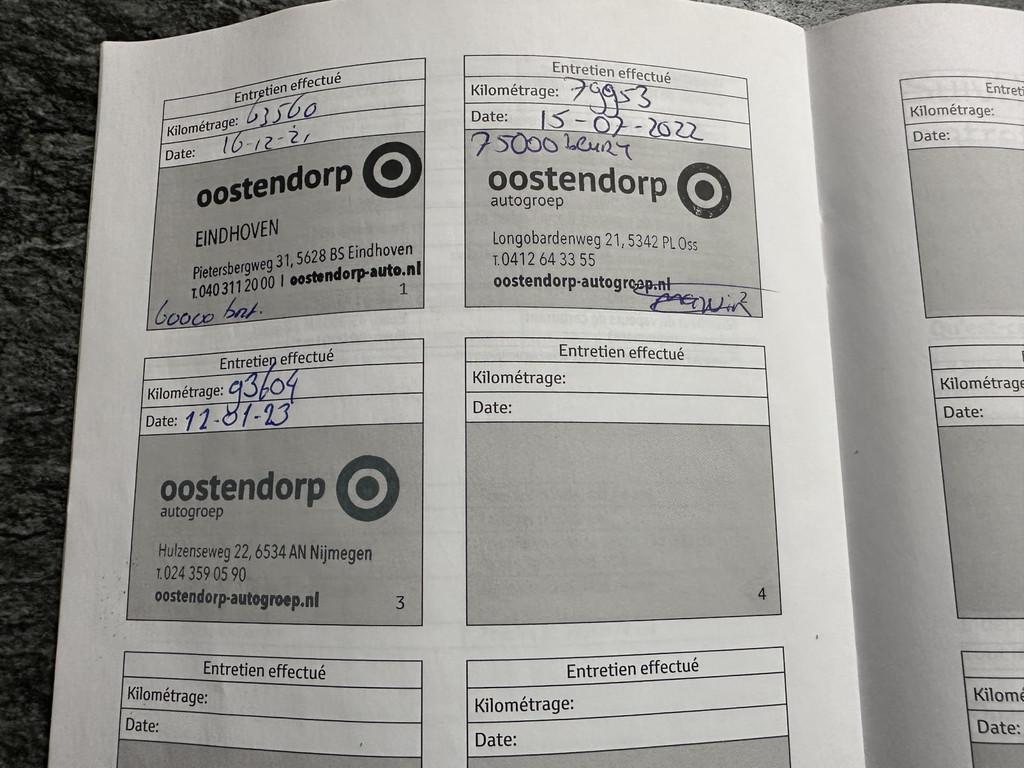 Entretien effectué
Kilométrage: 63560
Date: 16-12-21
oostendorp
EINDHOVEN
Pietersbergweg 31, 5628 BS Eindhoven
T. 040 311 20 00 | oostendorp-auto.nl
1
60000 brt.
Entretien effectué
Kilométrage: 79953
Date: 15-07-2022
75000 beurt
oostendorp
autogroep
Longobardenweg 21, 5342 PL Oss
T.0412 64 33 55
oostendorp-autogroep.nl
2
Entretien effectué
Kilométrage: 93604
Date: 12-01-23
oostendorp
autogroep
Hulzenseweg 22, 6534 AN Nijmegen
T.024 359 05 90
oostendorp-autogroep.nl
3
Entretien effectué
Kilométrage:
Date:
4
Entretien effectué
Kilométrage:
Date:
Entretien effectué
Kilométrage:
Date:
Entreti
Kilométrage:
Date:
Kilométrage
Date:
Kilomé
Date: